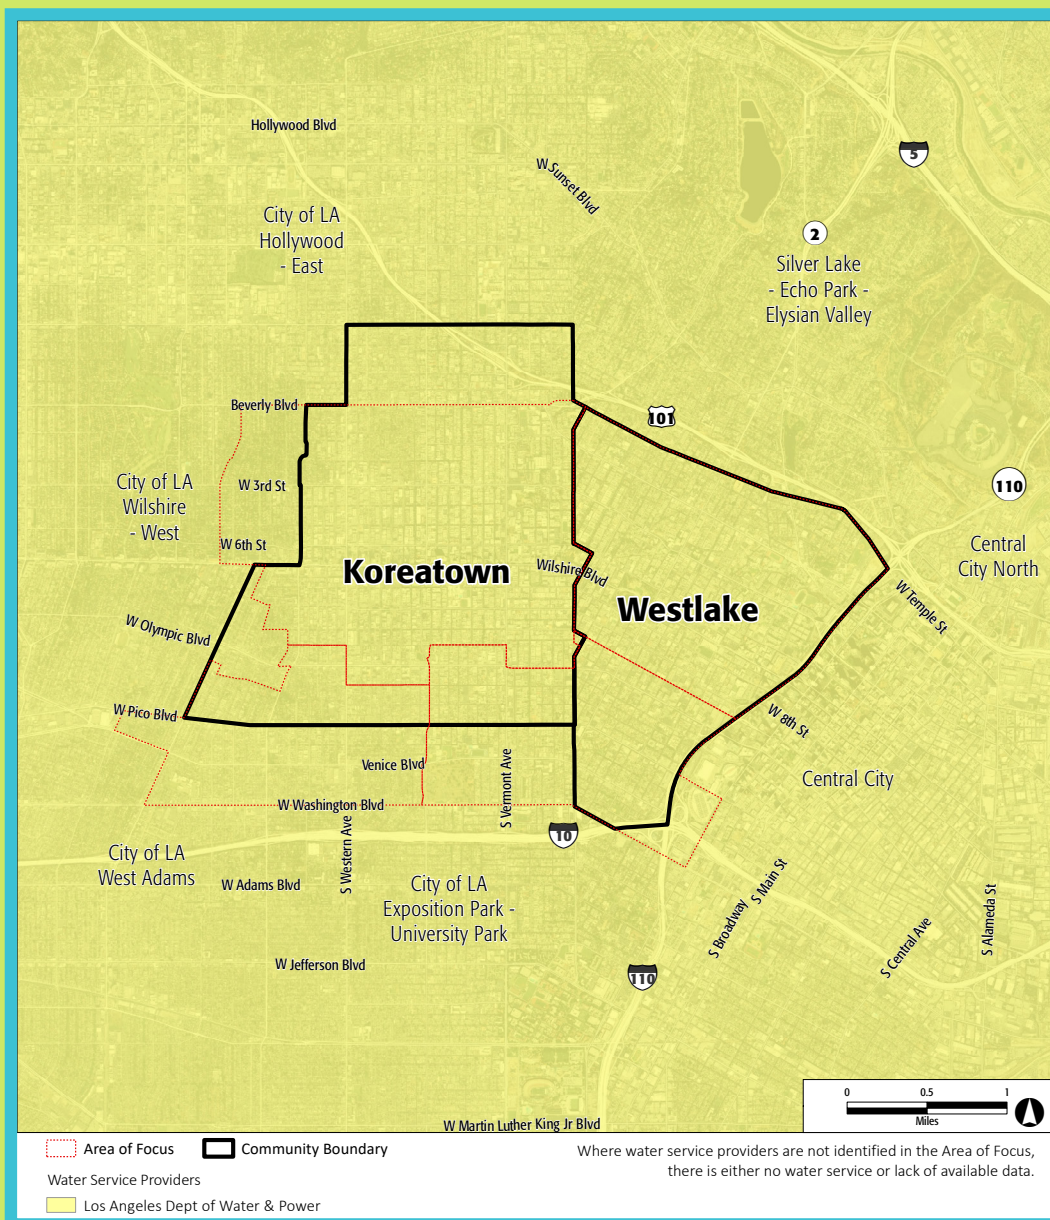 Hollywood Blvd
W Sunset Blvd
5
City of LA
Hollywood
- East
2
Silver Lake
- Echo Park -
Elysian Valley
Beverly Blvd
101
City of LA
Wilshire
- West
W 3rd St
110
W 6th St
Central
City North
Koreatown
Wilshire Blvd
Westlake
W Temple St
W Olympic Blvd
W Pico Blvd
W 8th St
Venice Blvd
S Vermont Ave
Central City
W Washington Blvd
10
S Western Ave
City of LA
West Adams
W Adams Blvd
City of LA
Exposition Park -
University Park
S Main St
S Broadway
S Central Ave
S Alameda St
W Jefferson Blvd
110
0 0.5 1
Miles
W Martin Luther King Jr Blvd
Area of Focus
Community Boundary
Where water service providers are not identified in the Area of Focus,
there is either no water service or lack of available data.
Water Service Providers
Los Angeles Dept of Water & Power